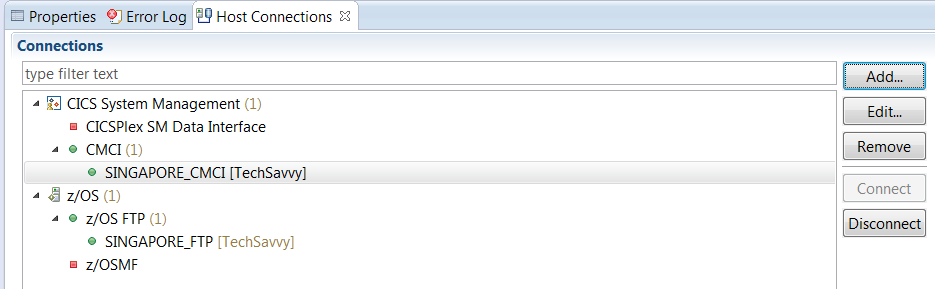 Properties Error Log Host Connections
Connections
type filter text
Add...
CICS System Management (1)
Edit...
CICSPlex SM Data Interface
CMCI (1)
Remove
SINGAPORE_CMCI [TechSavvy]
Connect
z/OS (1)
z/OS FTP (1)
Disconnect
SINGAPORE_FTP [TechSavvy]
z/OSMF